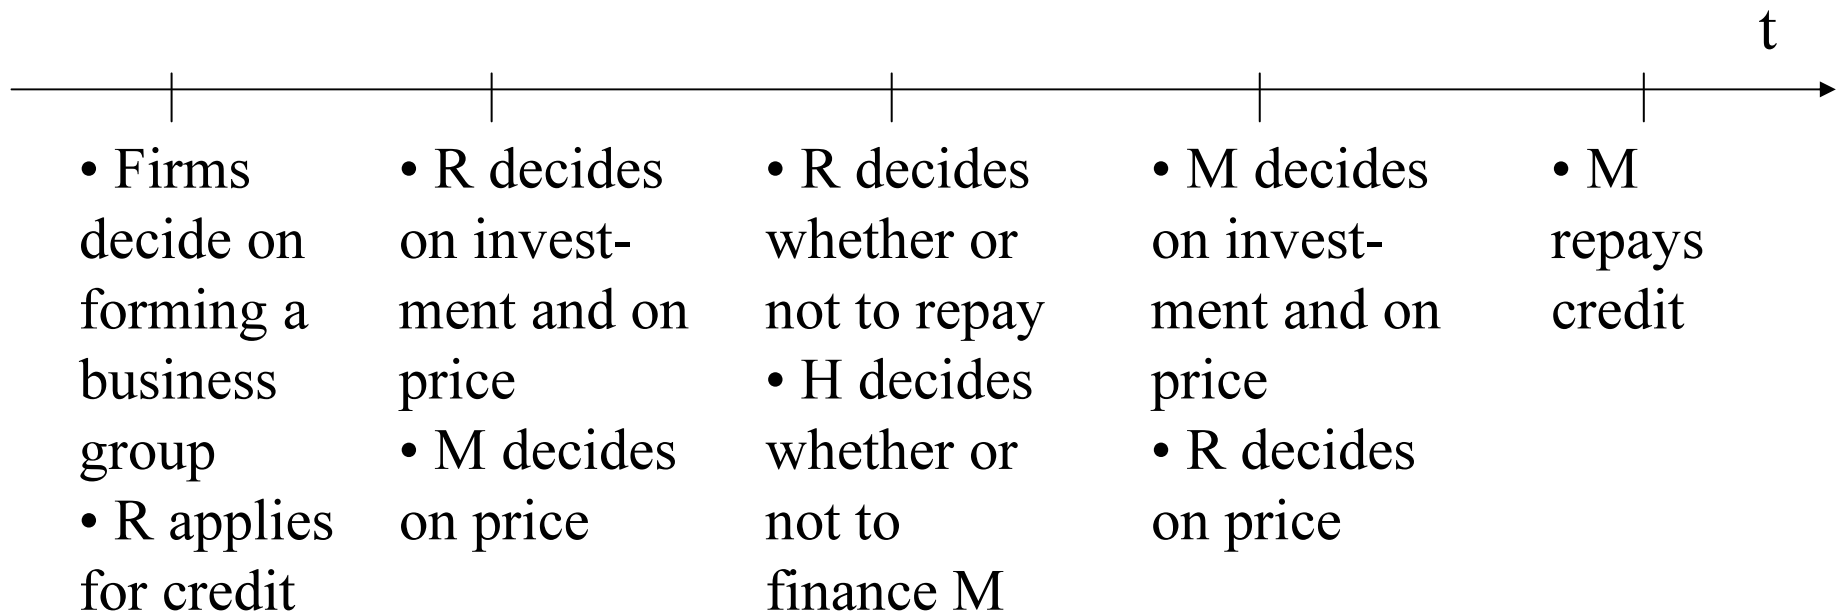 t
• Firms
decide on
forming a
business
group
• R applies
for credit
• R decides
on invest-
ment and on
price
• M decides
on price
• R decides
whether or
not to repay
• H decides
whether or
not to
finance M
• M decides
on invest-
ment and on
price
• R decides
on price
• M
repays
credit